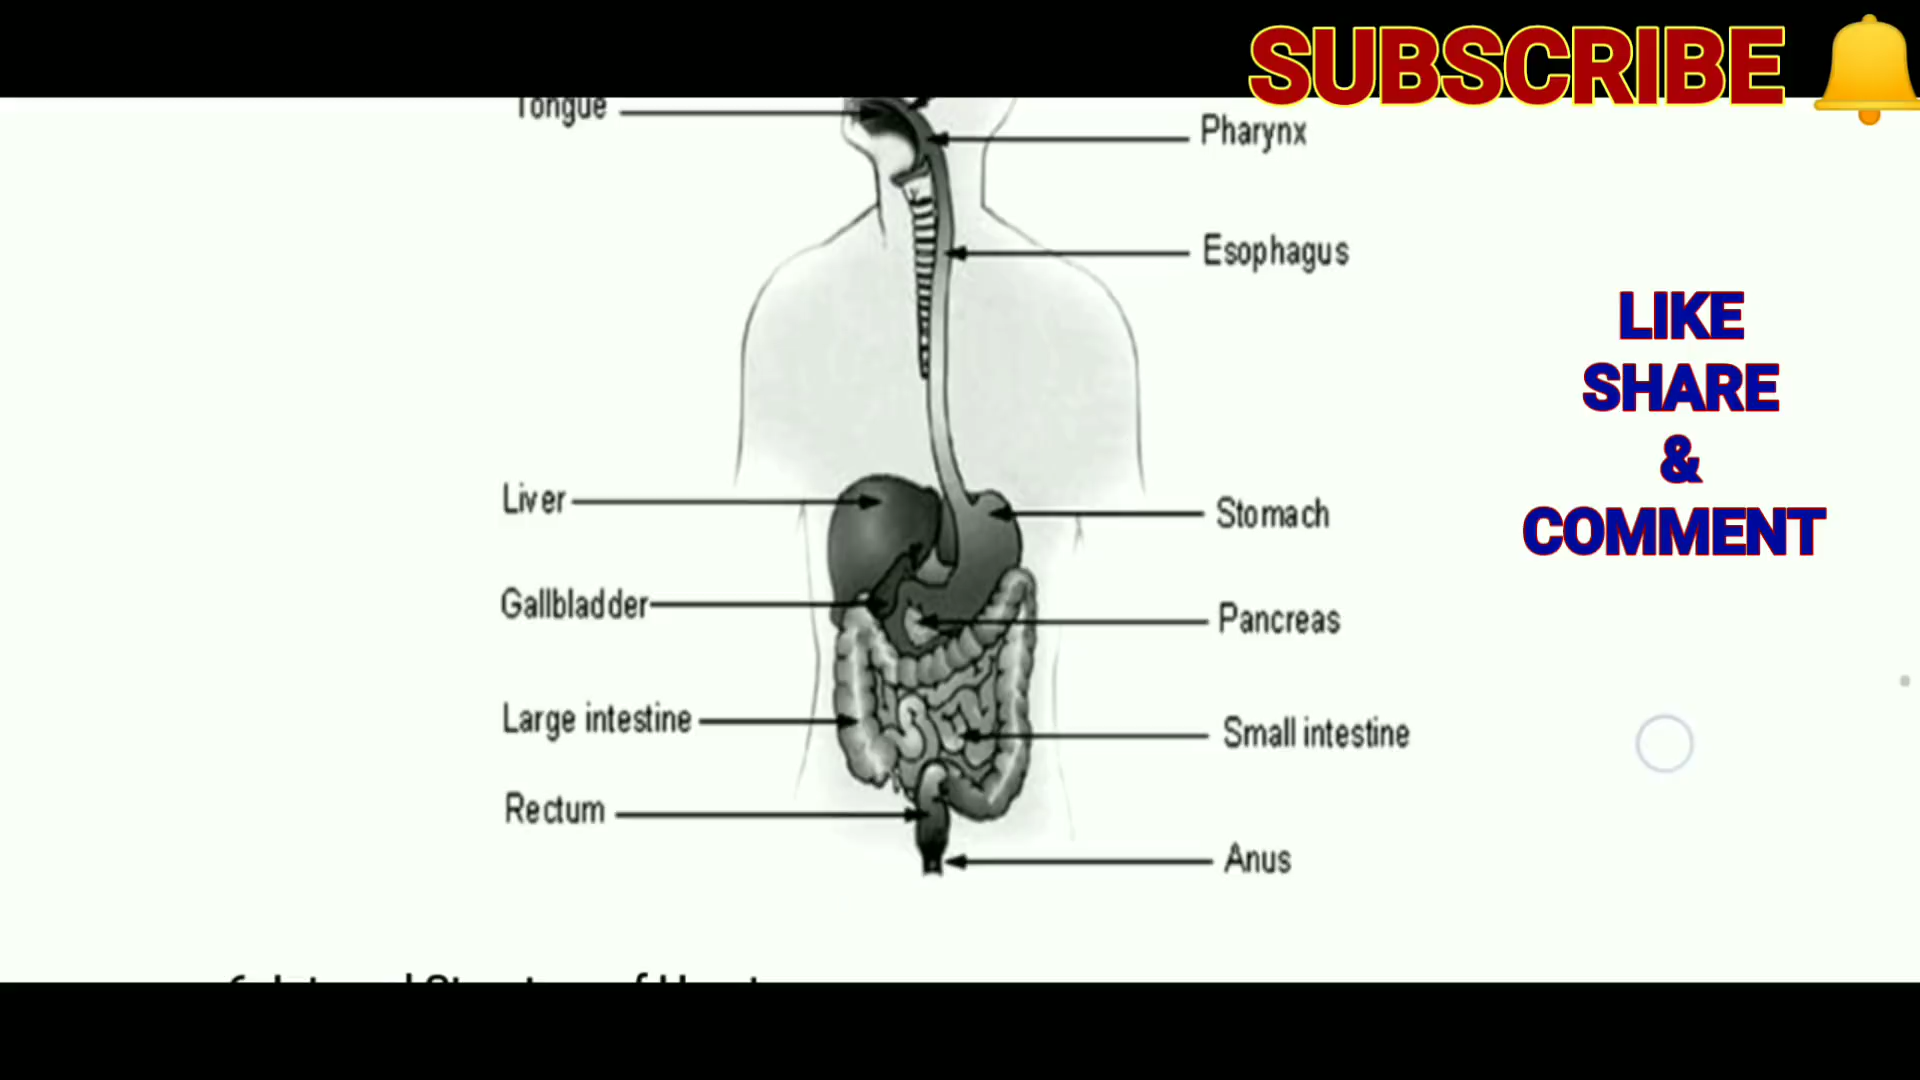 SUBSCRIBE
Tongue
Pharynx
Esophagus
LIKE
SHARE
&
COMMENT
Liver
Stomach
Gallbladder
Pancreas
Large intestine
Small intestine
Rectum
Anus